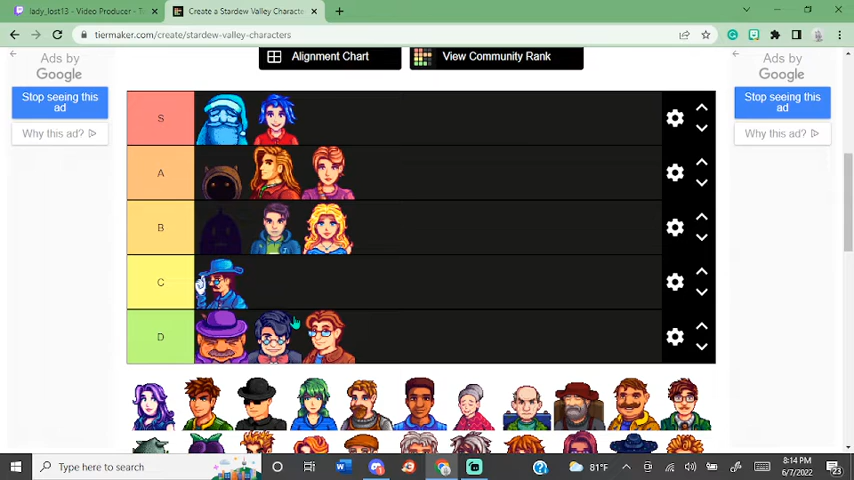 lady_lost13 - Video Producer - T
Create a Stardew Valley Characte
tiermaker.com/create/stardew-valley-characters
Ads by
Google
Stop seeing this
ad
Why this ad?
Alignment Chart
View Community Rank
Ads by
Google
Stop seeing this
ad
Why this ad?
S
A
B
C
D
Type here to search
81°F
8:14 PM
6/7/2022
23